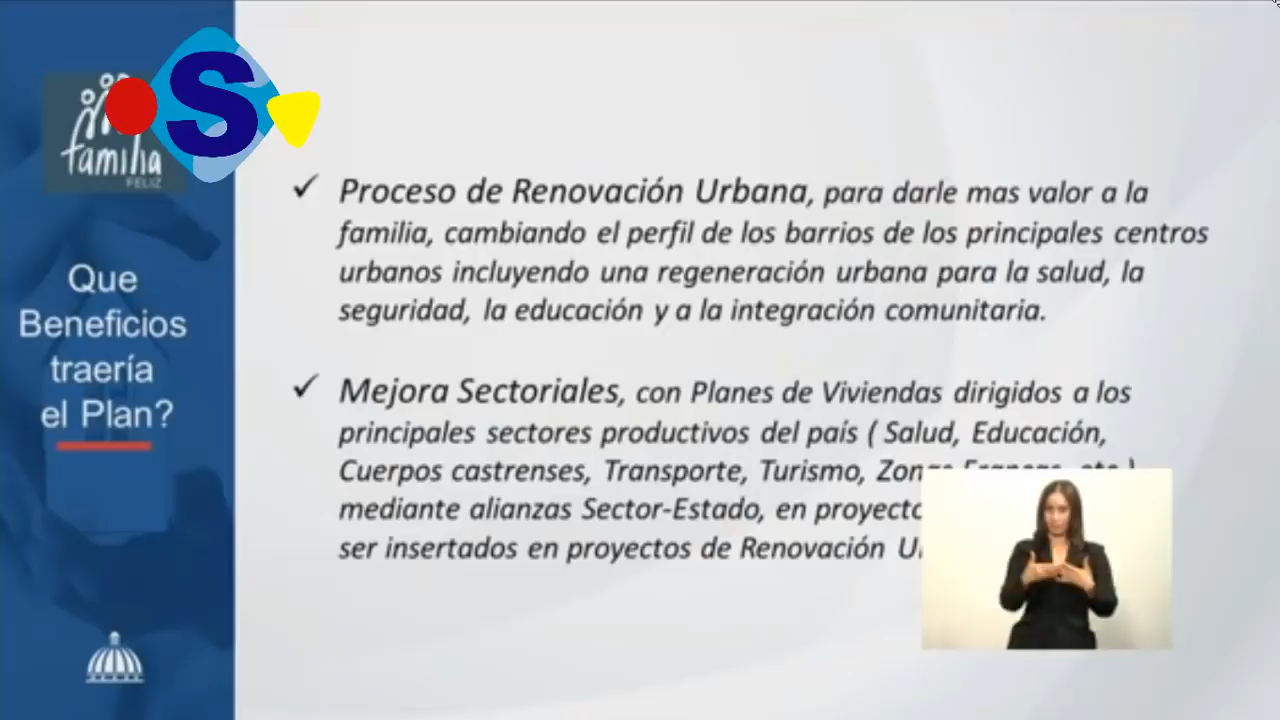 S
familia
FELIZ
Que
Beneficios
traería
el Plan?
✓ Proceso de Renovación Urbana, para darle mas valor a la
familia, cambiando el perfil de los barrios de los principales centros
urbanos incluyendo una regeneración urbana para la salud, la
seguridad, la educación y a la integración comunitaria.
✓ Mejora Sectoriales, con Planes de Viviendas dirigidos a los
principales sectores productivos del país ( Salud, Educación,
Cuerpos castrenses, Transporte, Turismo,
mediante alianzas Sector-Estado, en
ser insertados en proyectos de Renovación